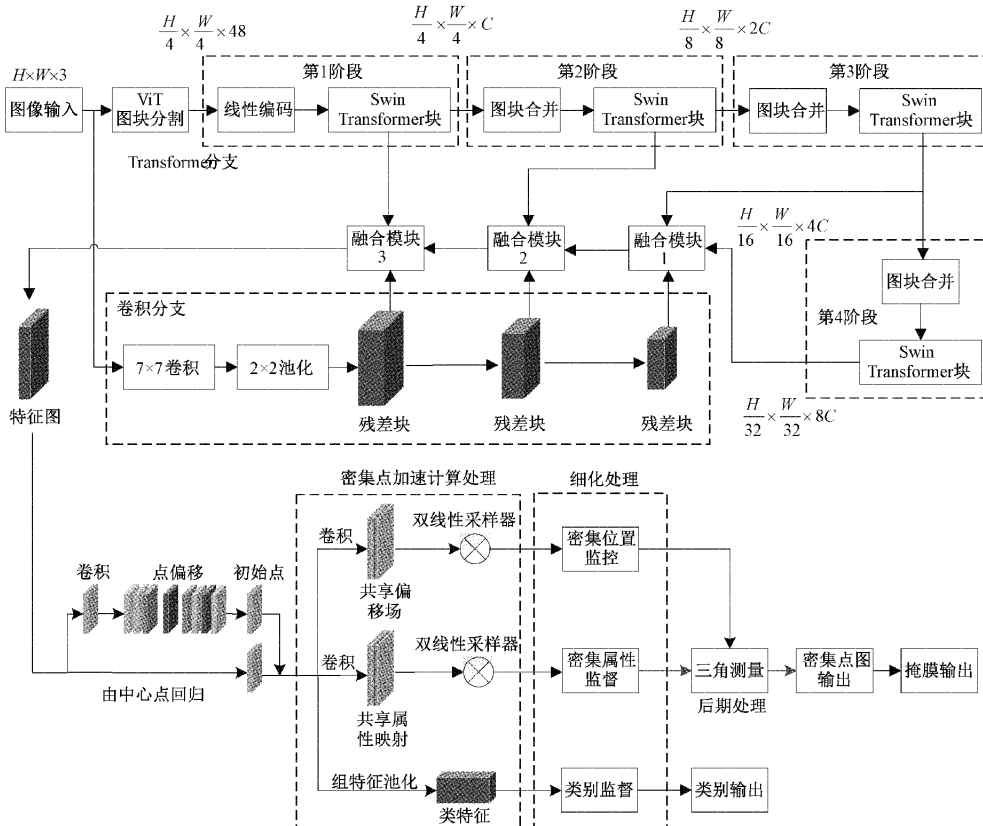 H/4 × W/4 × 48
H/4 × W/4 × C
H/8 × W/8 × 2C
H×W×3
第1阶段
第2阶段
第3阶段
图像输入
ViT
图块分割
线性编码
Swin
Transformer块
图块合并
Swin
Transformer块
图块合并
Swin
Transformer块
Transformer分支
融合模块
3
融合模块
2
融合模块
1
H/16 × W/16 × 4C
图块合并
第4阶段
Swin
Transformer块
H/32 × W/32 × 8C
卷积分支
7×7卷积
2×2池化
残差块
残差块
残差块
特征图
密集点加速计算处理
细化处理
卷积
双线性采样器
密集位置
监控
共享偏
移场
卷积
点偏移
初始点
卷积
双线性采样器
密集属性
监督
三角测量
密集点图
输出
掩膜输出
由中心点回归
后期处理
共享属
性映射
组特征池化
类特征
类别监督
类别输出